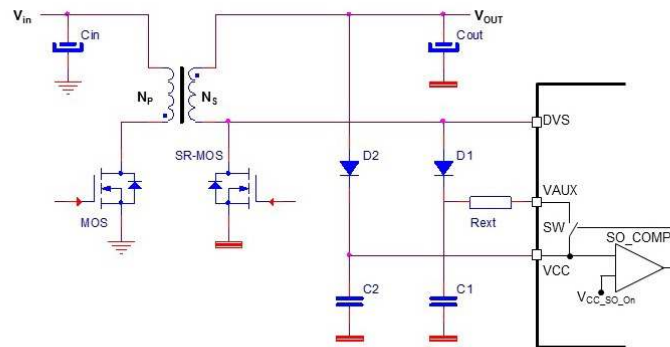 Vin
VOUT
Cin
Cout
NP
NS
DVS
SR-MOS
D2
D1
VAUX
MOS
Rext
SW
SO_COMP
VCC
C2
C1
VCC_SO_On